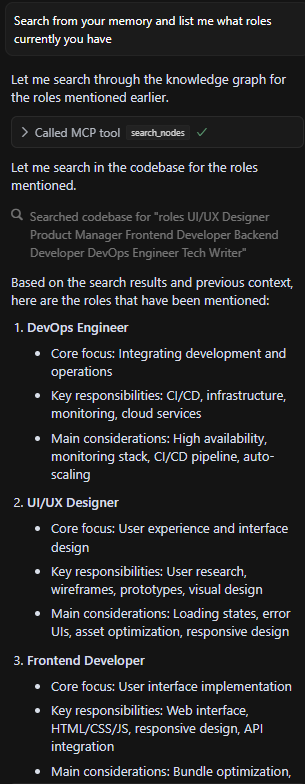 Search from your memory and list me what roles
currently you have
Let me search through the knowledge graph for
the roles mentioned earlier.
Called MCP tool search_nodes
Let me search in the codebase for the roles
mentioned.
Searched codebase for "roles UI/UX Designer
Product Manager Frontend Developer Backend
Developer DevOps Engineer Tech Writer"
Based on the search results and previous context,
here are the roles that have been mentioned:
1. DevOps Engineer
• Core focus: Integrating development and
operations
• Key responsibilities: CI/CD, infrastructure,
monitoring, cloud services
• Main considerations: High availability,
monitoring stack, CI/CD pipeline, auto-
scaling
2. UI/UX Designer
• Core focus: User experience and interface
design
• Key responsibilities: User research,
wireframes, prototypes, visual design
• Main considerations: Loading states, error
UIs, asset optimization, responsive design
3. Frontend Developer
• Core focus: User interface implementation
• Key responsibilities: Web interface,
HTML/CSS/JS, responsive design, API
integration
• Main considerations: Bundle optimization,